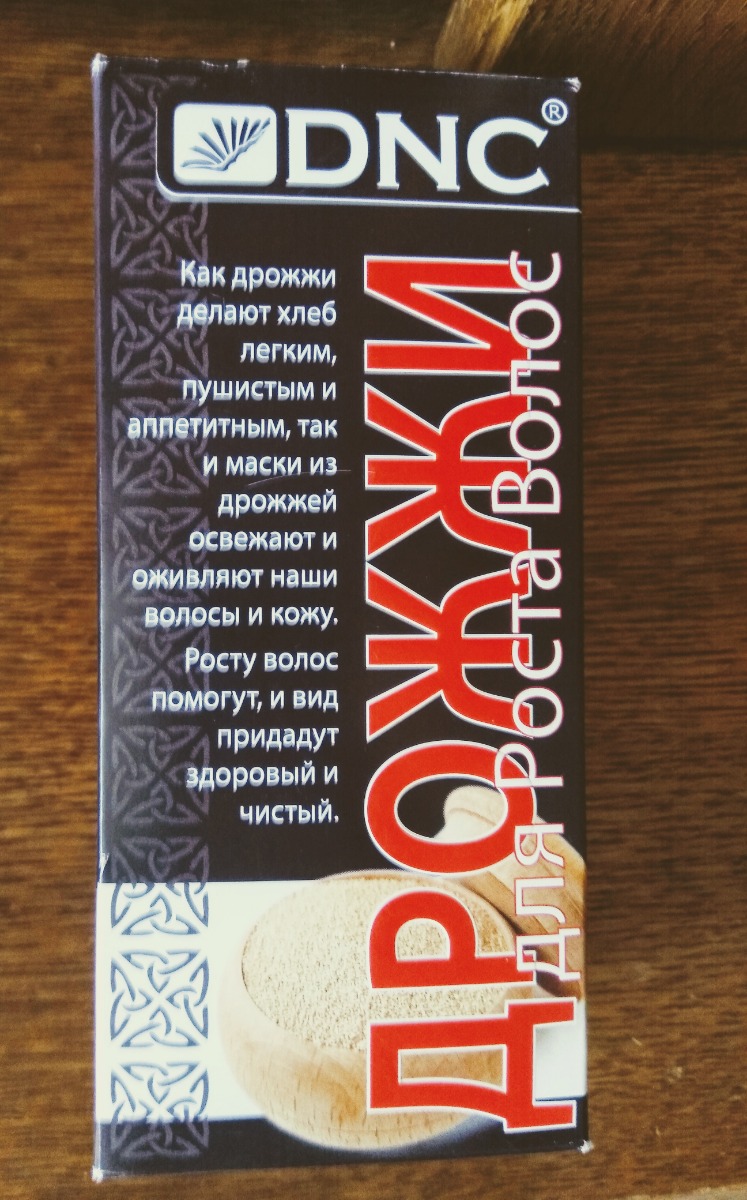 DNC®
Как дрожжи
делают хлеб
легким,
пушистым и
аппетитным, так
и маски из
дрожжей
освежают и
оживляют наши
волосы и кожу.
Росту волос
помогут, и вид
придадут
здоровый и
чистый.
ДРОЖЖИ
для Роста Волос